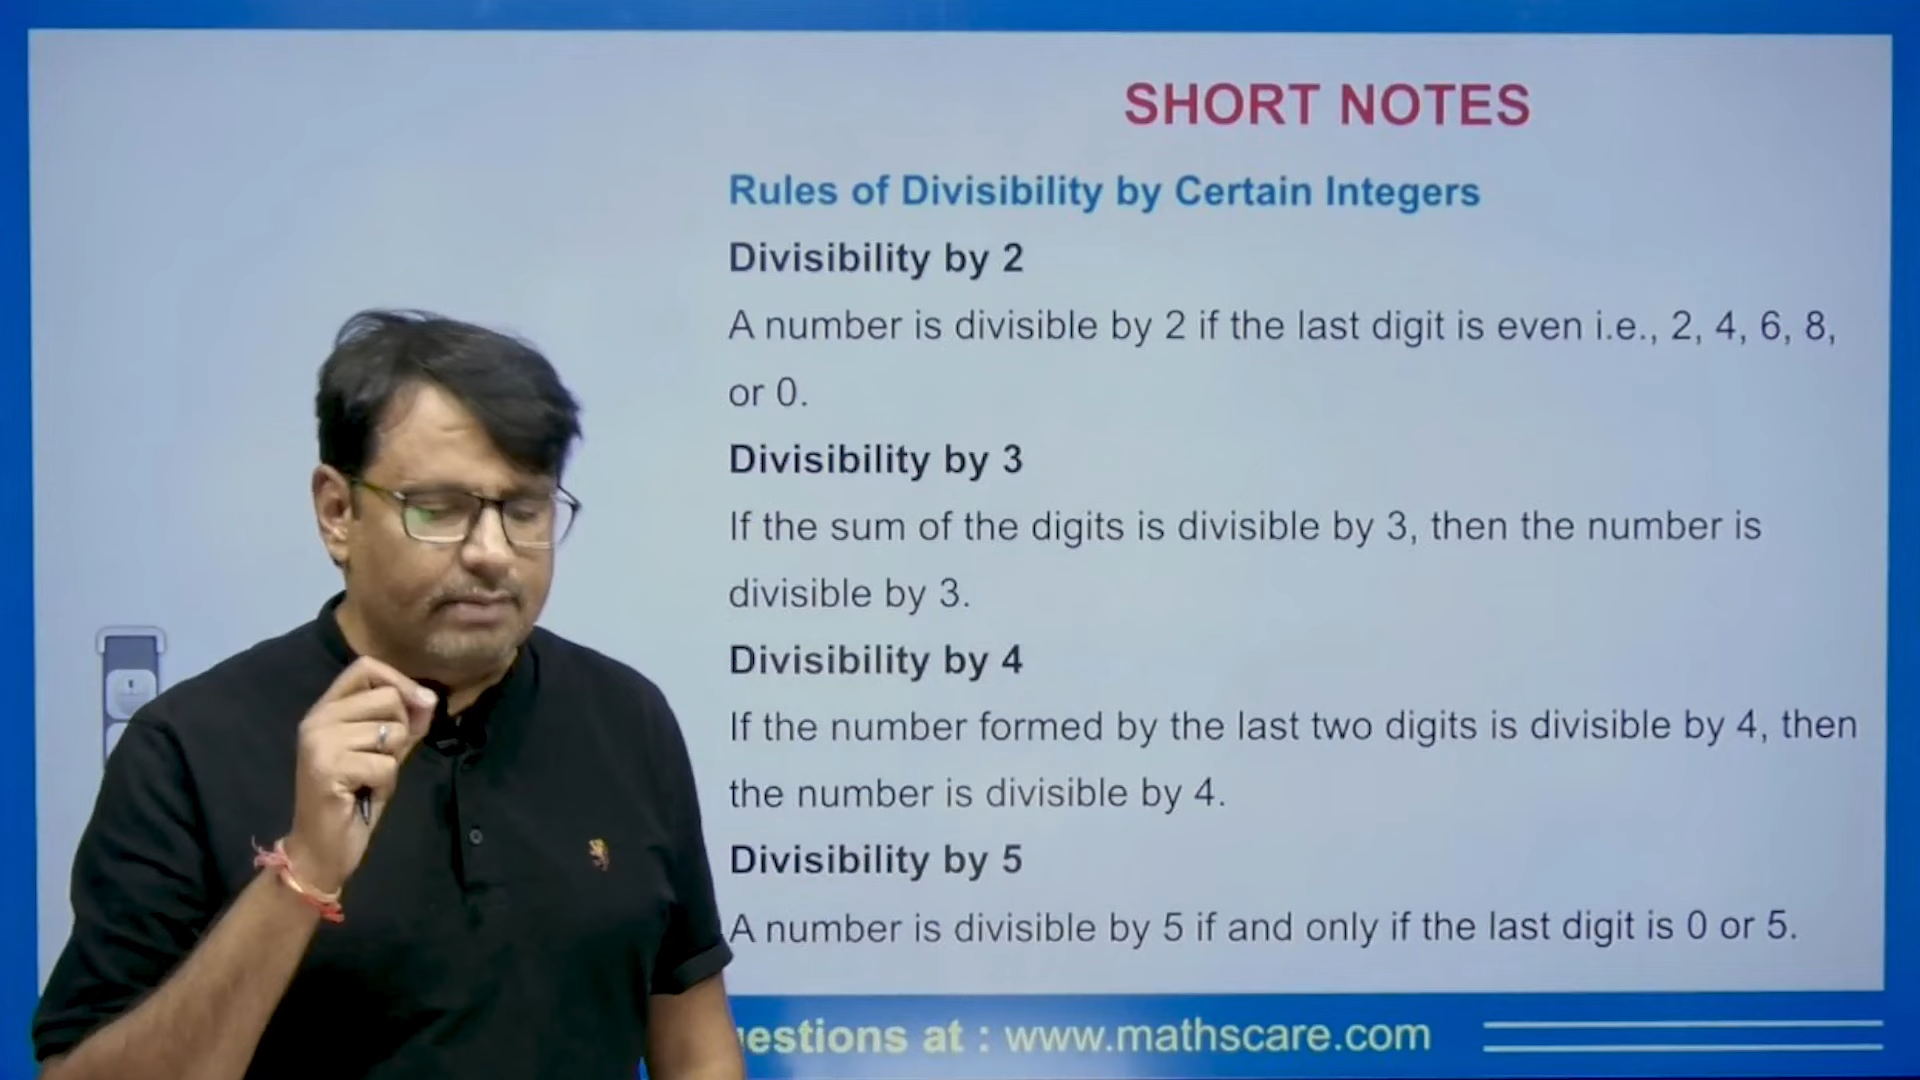 SHORT NOTES
Rules of Divisibility by Certain Integers
Divisibility by 2
A number is divisible by 2 if the last digit is even i.e., 2, 4, 6, 8,
or 0.
Divisibility by 3
If the sum of the digits is divisible by 3, then the number is
divisible by 3.
Divisibility by 4
If the number formed by the last two digits is divisible by 4, then
the number is divisible by 4.
Divisibility by 5
A number is divisible by 5 if and only if the last digit is 0 or 5.
at : www.mathscare.com